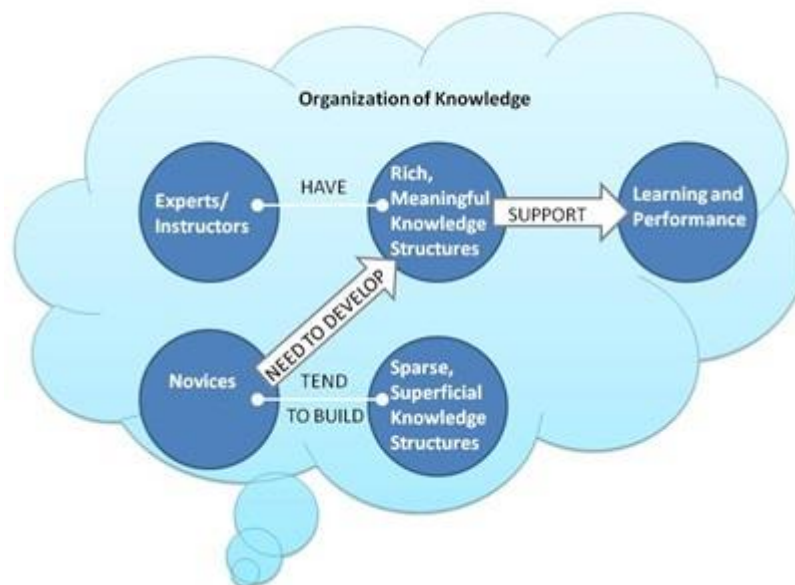 Organization of Knowledge
Experts/
Instructors
HAVE
Rich,
Meaningful
Knowledge
Structures
SUPPORT
Learning and
Performance
NEED TO DEVELOP
Novices
TEND
TO BUILD
Sparse,
Superficial
Knowledge
Structures